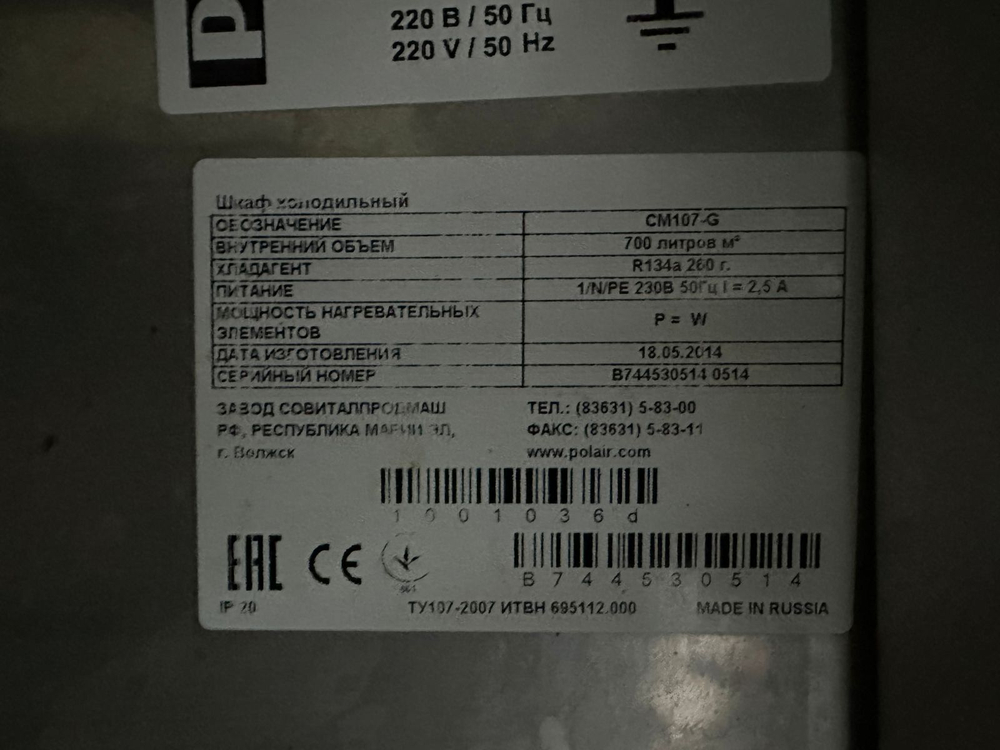 P
220 В / 50 Гц
220 V / 50 Hz
Шкаф холодильный
ОБОЗНАЧЕНИЕ CM107-G
ВНУТРЕННИЙ ОБЪЕМ 700 литров м³
ХЛАДАГЕНТ R134a 260 г.
ПИТАНИЕ 1/N/PE 230В 50Гц I = 2,5 А
МОЩНОСТЬ НАГРЕВАТЕЛЬНЫХ
ЭЛЕМЕНТОВ P = W
ДАТА ИЗГОТОВЛЕНИЯ 18.05.2014
СЕРИЙНЫЙ НОМЕР B744530514 0514
ЗАВОД СОВИТАЛПРОДМАШ ТЕЛ.: (83631) 5-83-00
РФ, РЕСПУБЛИКА МАРИЙ ЭЛ, ФАКС: (83631) 5-83-11
г. Волжск www.polair.com
1001036d
EAC CE
B744530514
IP 20 ТУ107-2007 ИТВН 695112.000 MADE IN RUSSIA